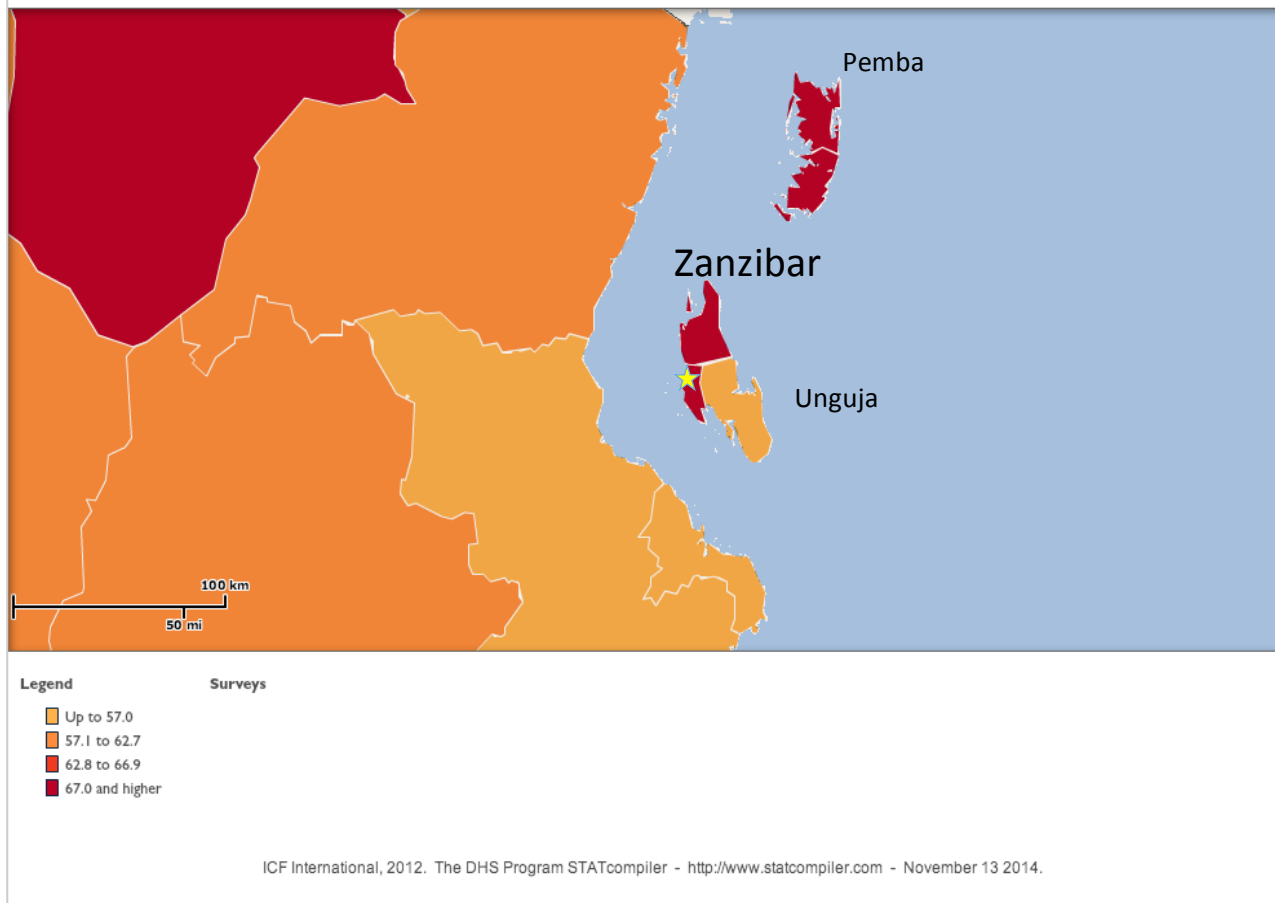 Pemba
Zanzibar
Unguja
100 km
50 mi
Legend Surveys
Up to 57.0
57.1 to 62.7
62.8 to 66.9
67.0 and higher
ICF International, 2012. The DHS Program STATcompiler - http://www.statcompiler.com - November 13 2014.